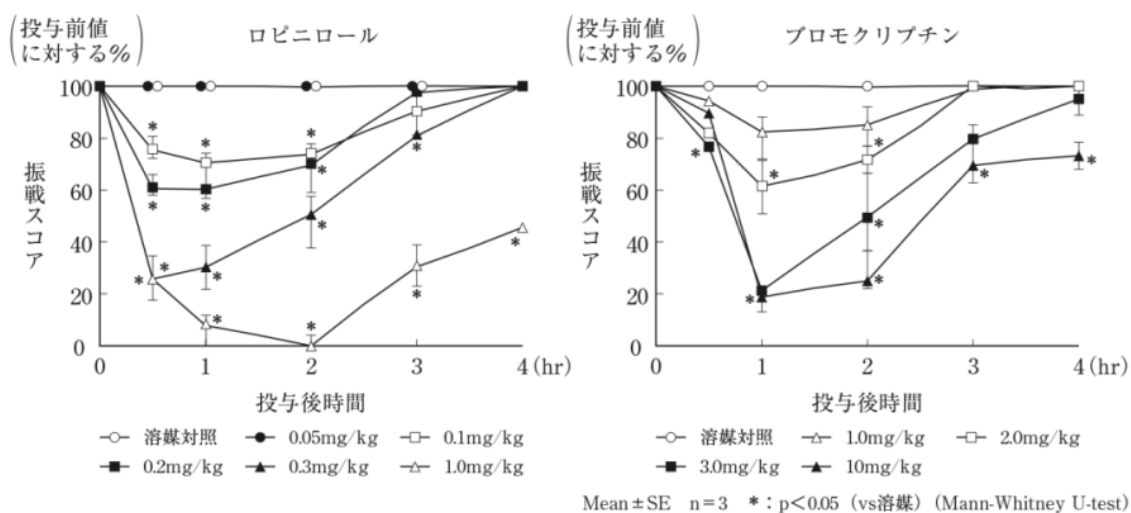 (投与前値
に対する%)
ロピニロール
100
80
60
40
20
0
振戦スコア
0 1 2 3 4(hr)
投与後時間
溶媒対照 0.05mg/kg 0.1mg/kg
0.2mg/kg 0.3mg/kg 1.0mg/kg
(投与前値
に対する%)
ブロモクリプチン
100
80
60
40
20
0
振戦スコア
0 1 2 3 4(hr)
投与後時間
溶媒対照 1.0mg/kg 2.0mg/kg
3.0mg/kg 10mg/kg
Mean±SE n=3 *:p<0.05 (vs溶媒) (Mann-Whitney U-test)